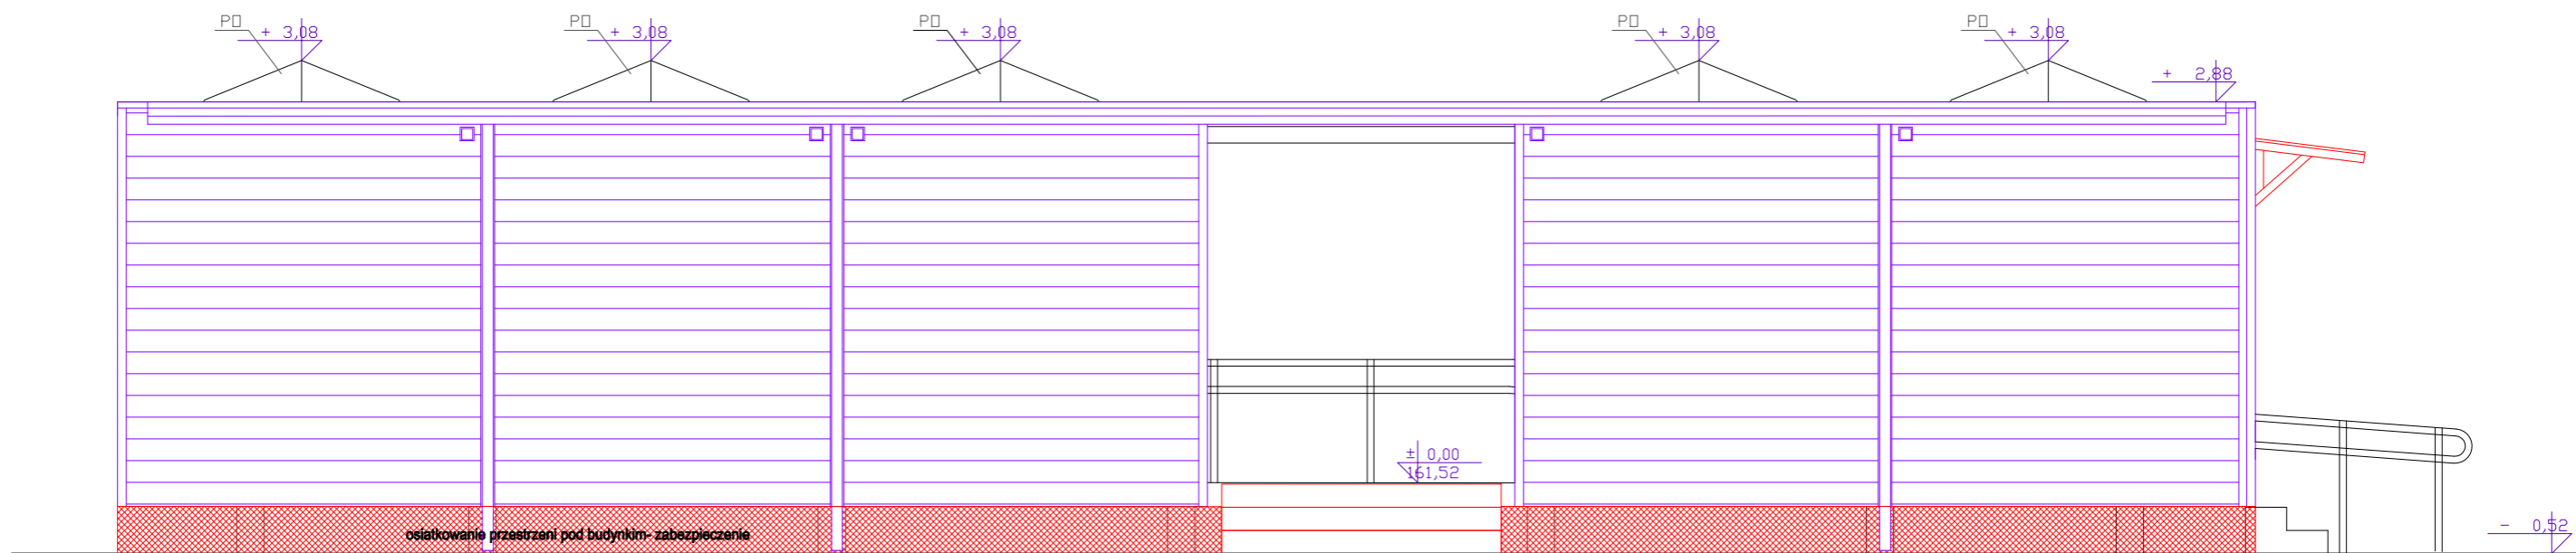 P▯ P▯ P▯ P▯ P▯
+ 3,08 + 3,08 + 3,08 + 3,08 + 3,08
+ 2,88
± 0,00
161,52
- 0,52
osiatkowanie przestrzeni pod budynkim- zabezpieczenie